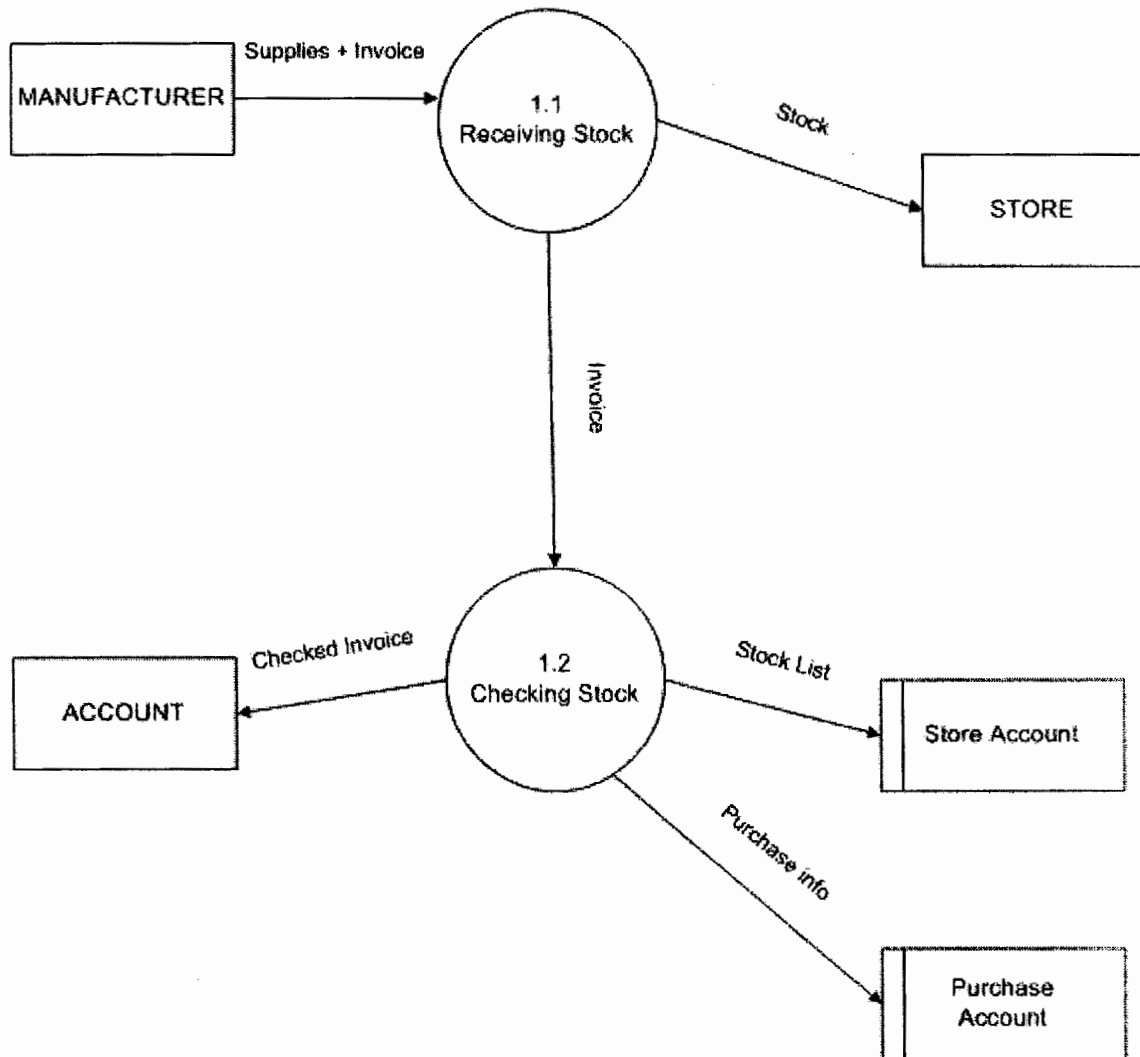 Supplies + Invoice
MANUFACTURER
1.1
Receiving Stock
Stock
STORE
Invoice
Checked Invoice
ACCOUNT
1.2
Checking Stock
Stock List
Store Account
Purchase info
Purchase
Account